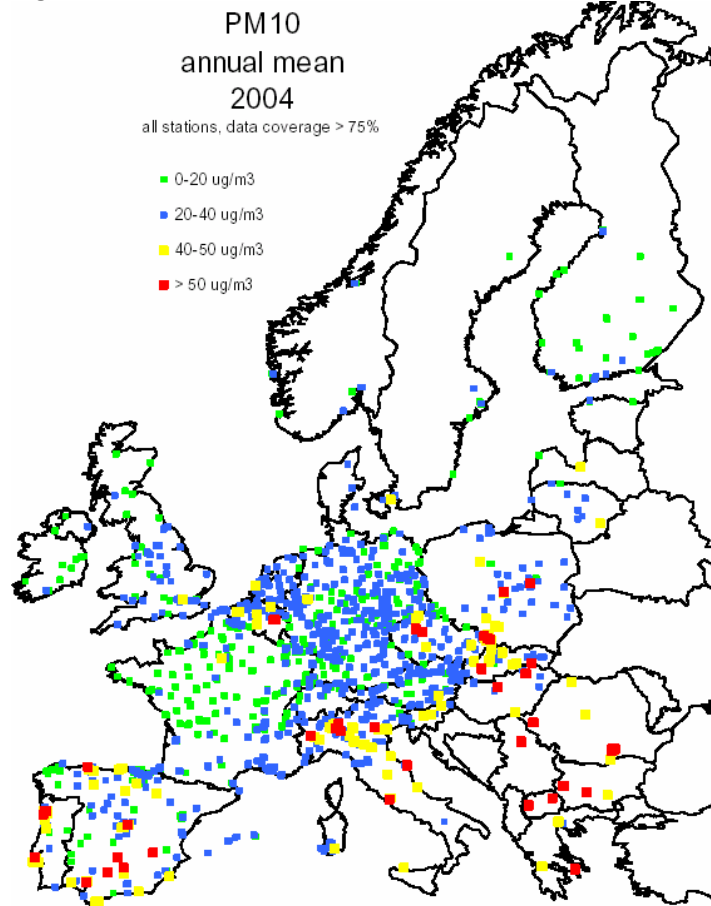 PM10
annual mean
2004
all stations, data coverage > 75%
0-20 ug/m3
20-40 ug/m3
40-50 ug/m3
> 50 ug/m3